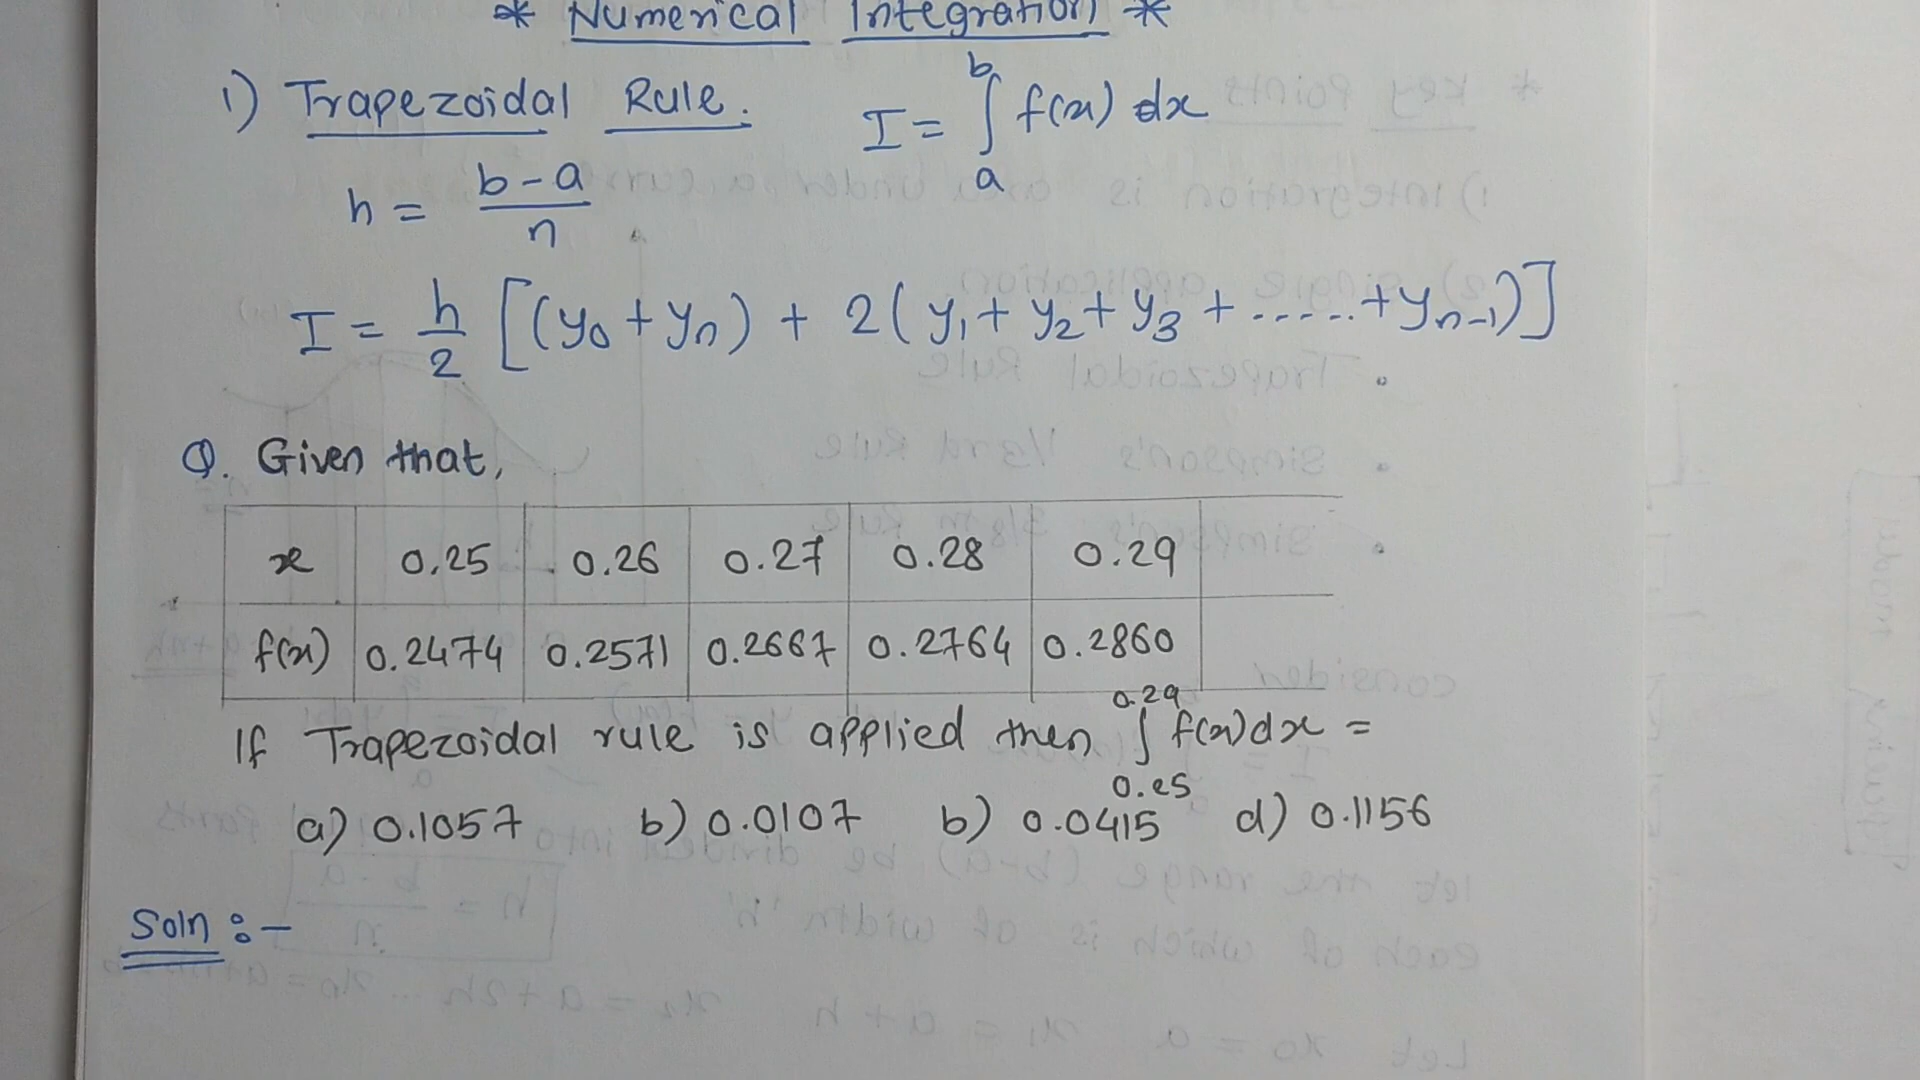 * Numerical Integration *
1) Trapezoidal Rule. I = ∫ₐᵇ f(x) dx
h = (b-a)/n
I = h/2 [(y₀ + yₙ) + 2(y₁ + y₂ + y₃ + ..... + yₙ₋₁)]
Q. Given that,
x 0.25 0.26 0.27 0.28 0.29
f(x) 0.2474 0.2571 0.2667 0.2764 0.2860
If Trapezoidal rule is applied then ∫ f(x)dx = (0.25 to 0.29)
a) 0.1057 b) 0.0107 b) 0.0415 d) 0.1156
Soln :-